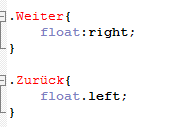 .Weiter{
float:right;
}
.Zurück{
float.left;
}